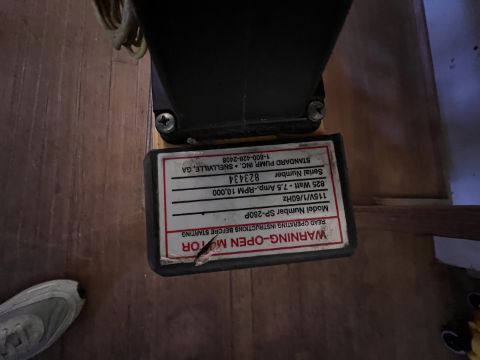 WARNING-OPEN MOTOR
READ OPERATING INSTRUCTIONS BEFORE STARTING
Model Number SP-280P
115V/1/60Hz
825 Watt - 7.5 Amp-RPM 10,000
Serial Number 823434
STANDARD PUMP, INC. • SNELLVILLE, GA
1-800-428-2408